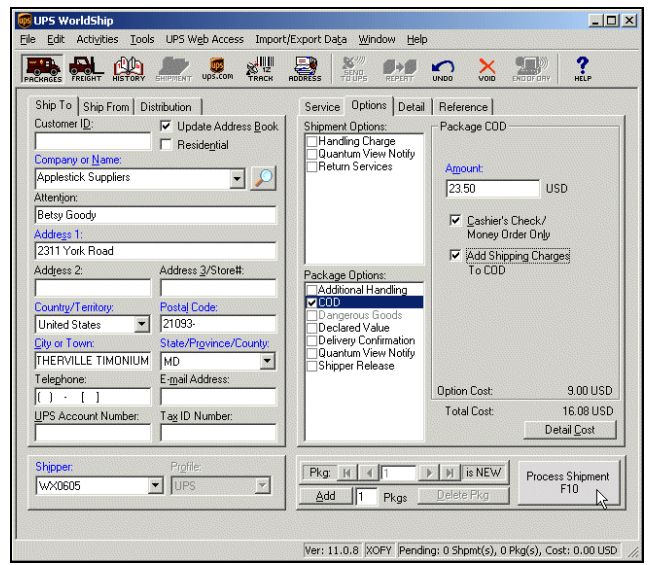 UPS WorldShip
File Edit Activities Tools UPS Web Access Import/Export Data Window Help
PACKAGES FREIGHT HISTORY SHIPMENT ups.com TRACK ADDRESS SEND TO UPS REPEAT UNDO VOID END OF DAY HELP
Ship To Ship From Distribution
Customer ID:
Update Address Book
Residential
Company or Name:
Applestick Suppliers
Attention:
Betsy Goody
Address 1:
2311 York Road
Address 2: Address 3/Store#:
Country/Territory: Postal Code:
United States 21093-
City or Town: State/Province/County:
THERVILLE TIMONIUM MD
Telephone: E-mail Address:
( ) - [ ]
UPS Account Number: Tax ID Number:
Shipper: Profile:
WX0605 UPS
Service Options Detail Reference
Shipment Options:
Handling Charge
Quantum View Notify
Return Services
Package Options:
Additional Handling
COD
Dangerous Goods
Declared Value
Delivery Confirmation
Quantum View Notify
Shipper Release
Package COD
Amount:
23.50 USD
Cashier's Check/
Money Order Only
Add Shipping Charges
To COD
Option Cost: 9.00 USD
Total Cost: 16.08 USD
Detail Cost
Pkg: 1 is NEW
Add 1 Pkgs Delete Pkg
Process Shipment
F10
Ver: 11.0.8 XOFY Pending: 0 Shpmt(s), 0 Pkg(s), Cost: 0.00 USD